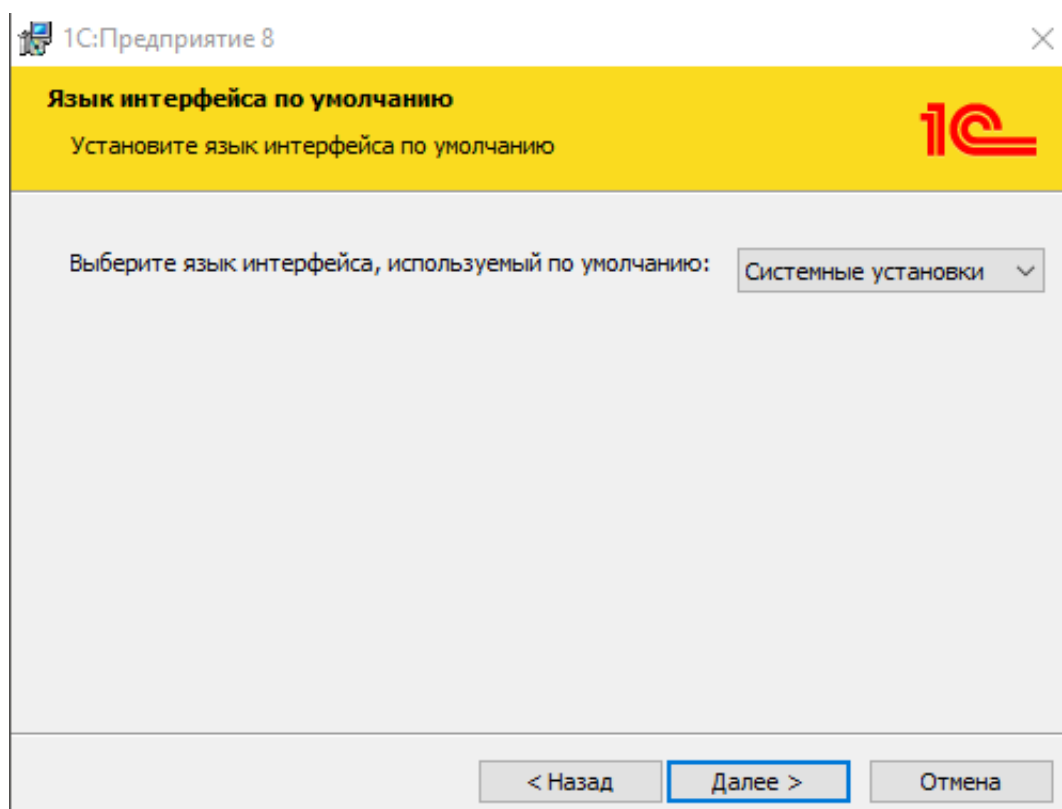 1С:Предприятие 8
Язык интерфейса по умолчанию
Установите язык интерфейса по умолчанию
1С
Выберите язык интерфейса, используемый по умолчанию: Системные установки
< Назад Далее > Отмена